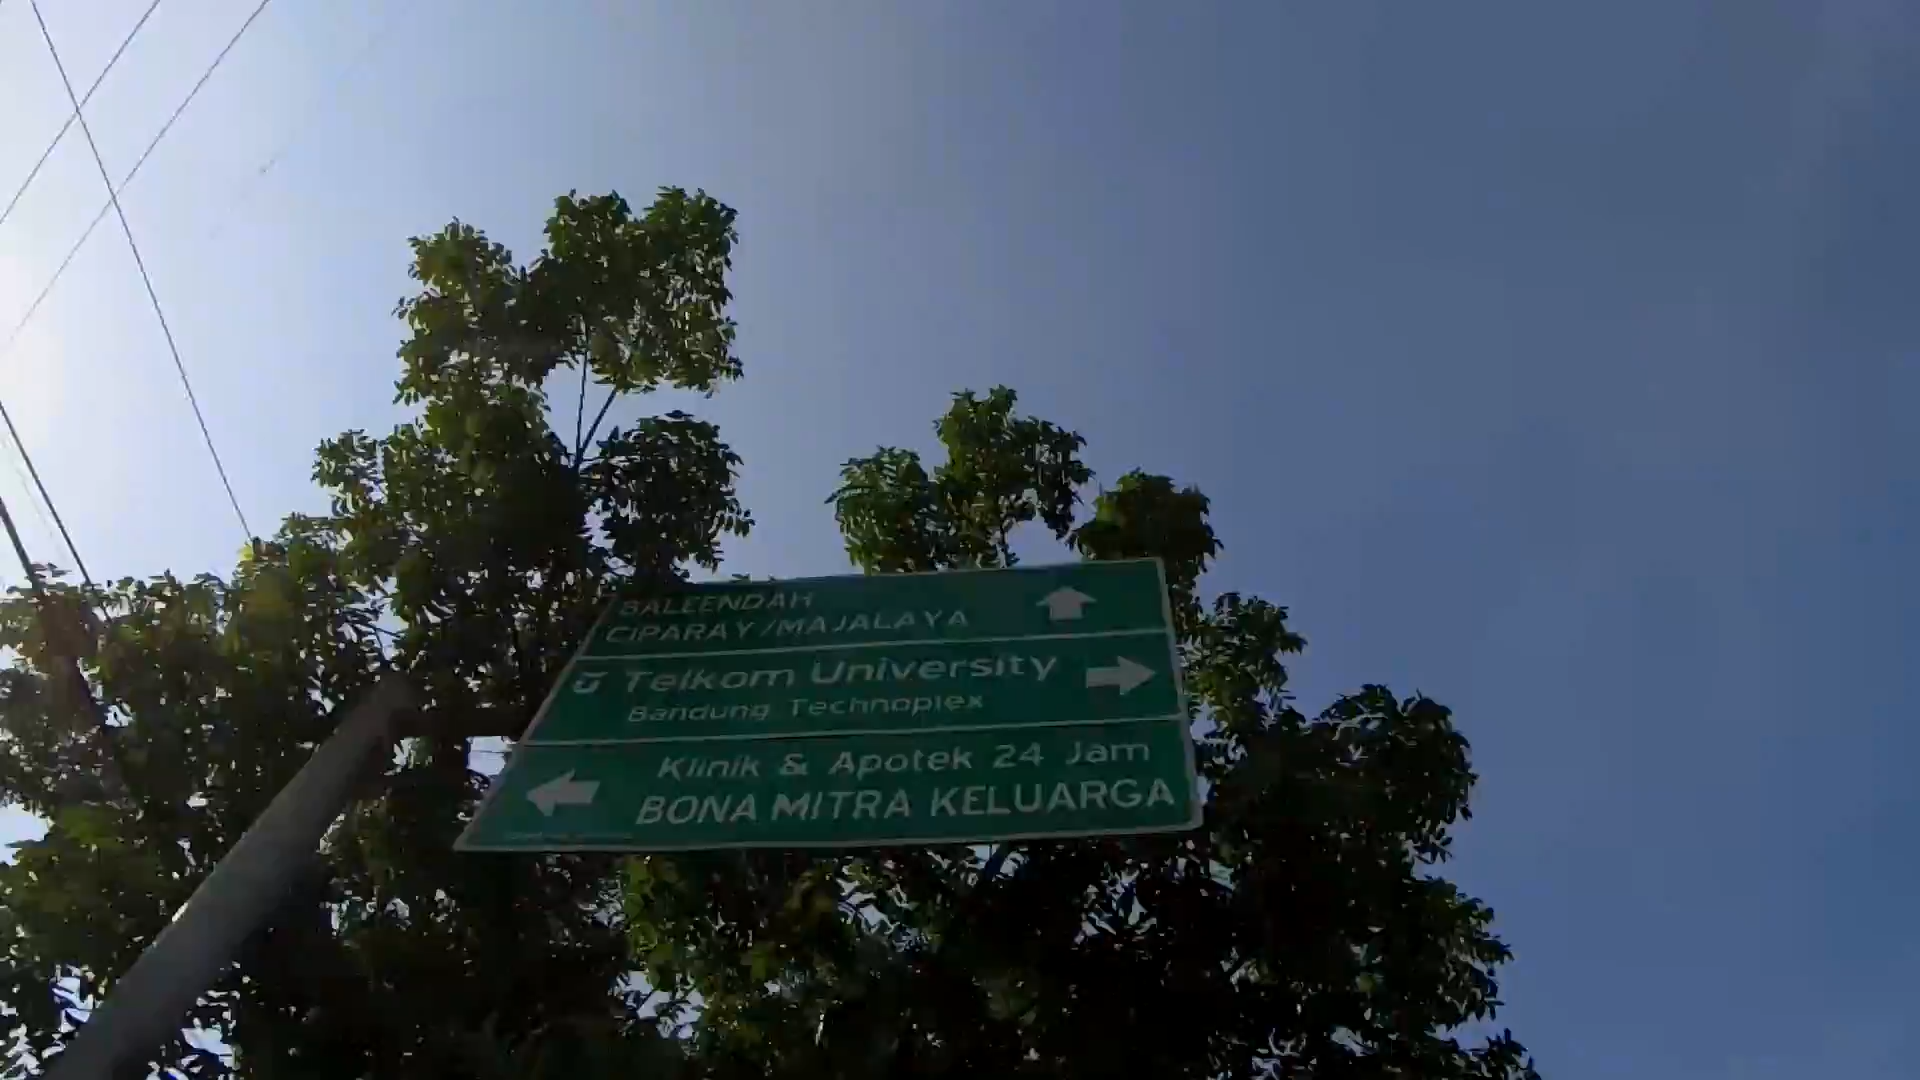 BALEENDAH
CIPARAY/MAJALAYA
Telkom University
Bandung Technoplex
Klinik & Apotek 24 Jam
BONA MITRA KELUARGA